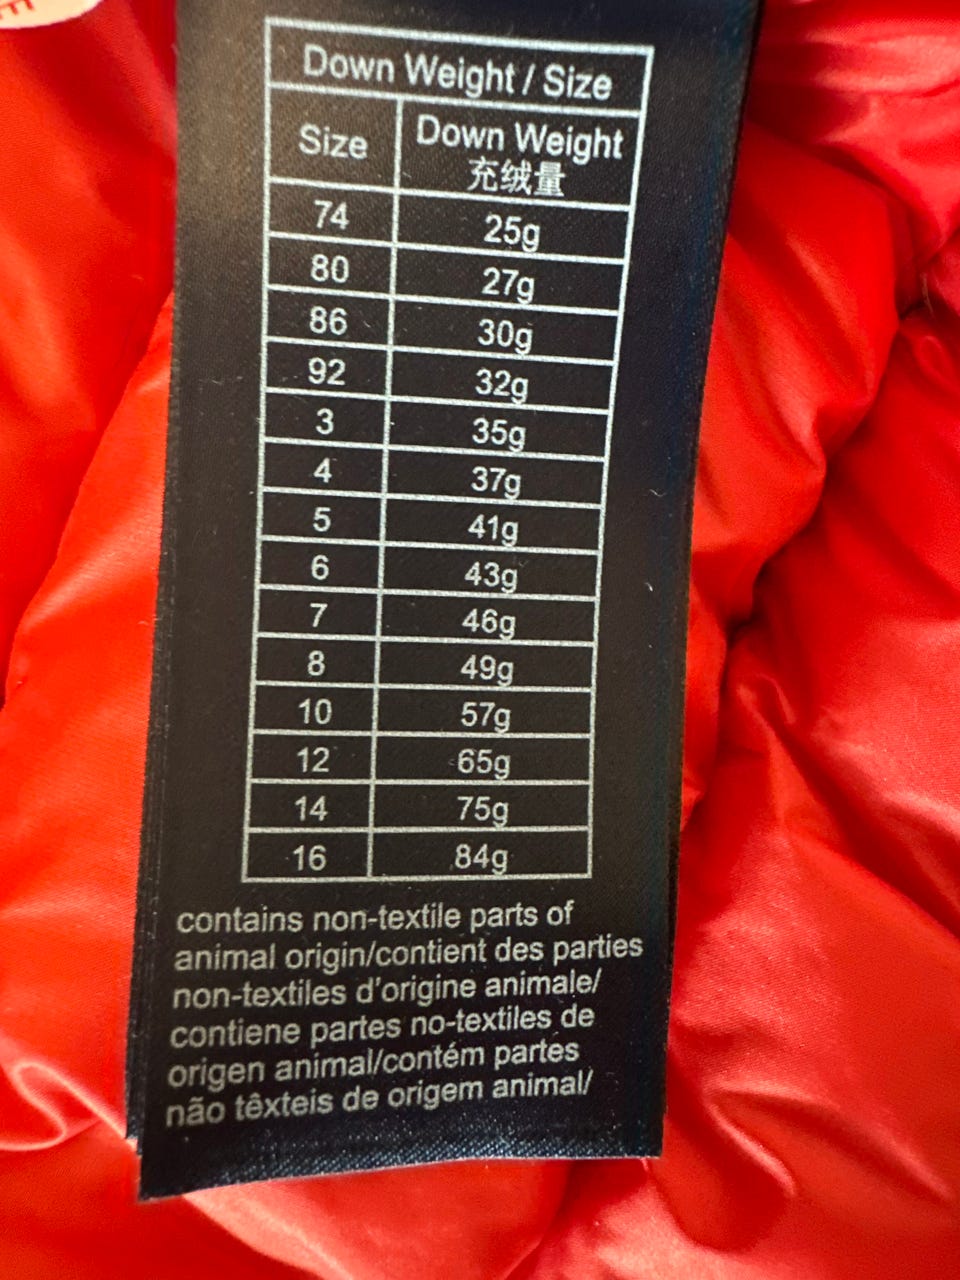 Down Weight / Size
Size Down Weight
充绒量
74 25g
80 27g
86 30g
92 32g
3 35g
4 37g
5 41g
6 43g
7 46g
8 49g
10 57g
12 65g
14 75g
16 84g
contains non-textile parts of
animal origin/contient des parties
non-textiles d'origine animale/
contiene partes no-textiles de
origen animal/contém partes
não têxteis de origem animal/